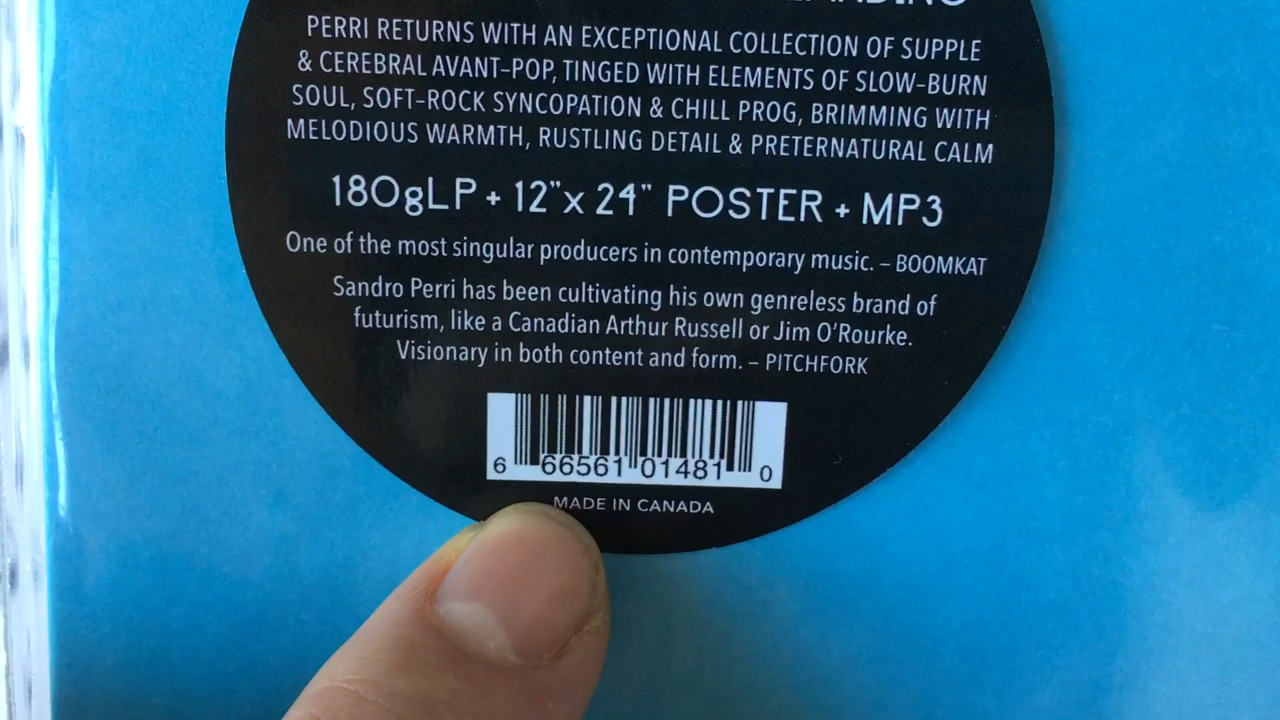 PERRI RETURNS WITH AN EXCEPTIONAL COLLECTION OF SUPPLE
& CEREBRAL AVANT-POP, TINGED WITH ELEMENTS OF SLOW-BURN
SOUL, SOFT-ROCK SYNCOPATION & CHILL PROG, BRIMMING WITH
MELODIOUS WARMTH, RUSTLING DETAIL & PRETERNATURAL CALM
180gLP + 12"x 24" POSTER + MP3
One of the most singular producers in contemporary music. – BOOMKAT
Sandro Perri has been cultivating his own genreless brand of
futurism, like a Canadian Arthur Russell or Jim O'Rourke.
Visionary in both content and form. – PITCHFORK
6 66561 01481 0
MADE IN CANADA